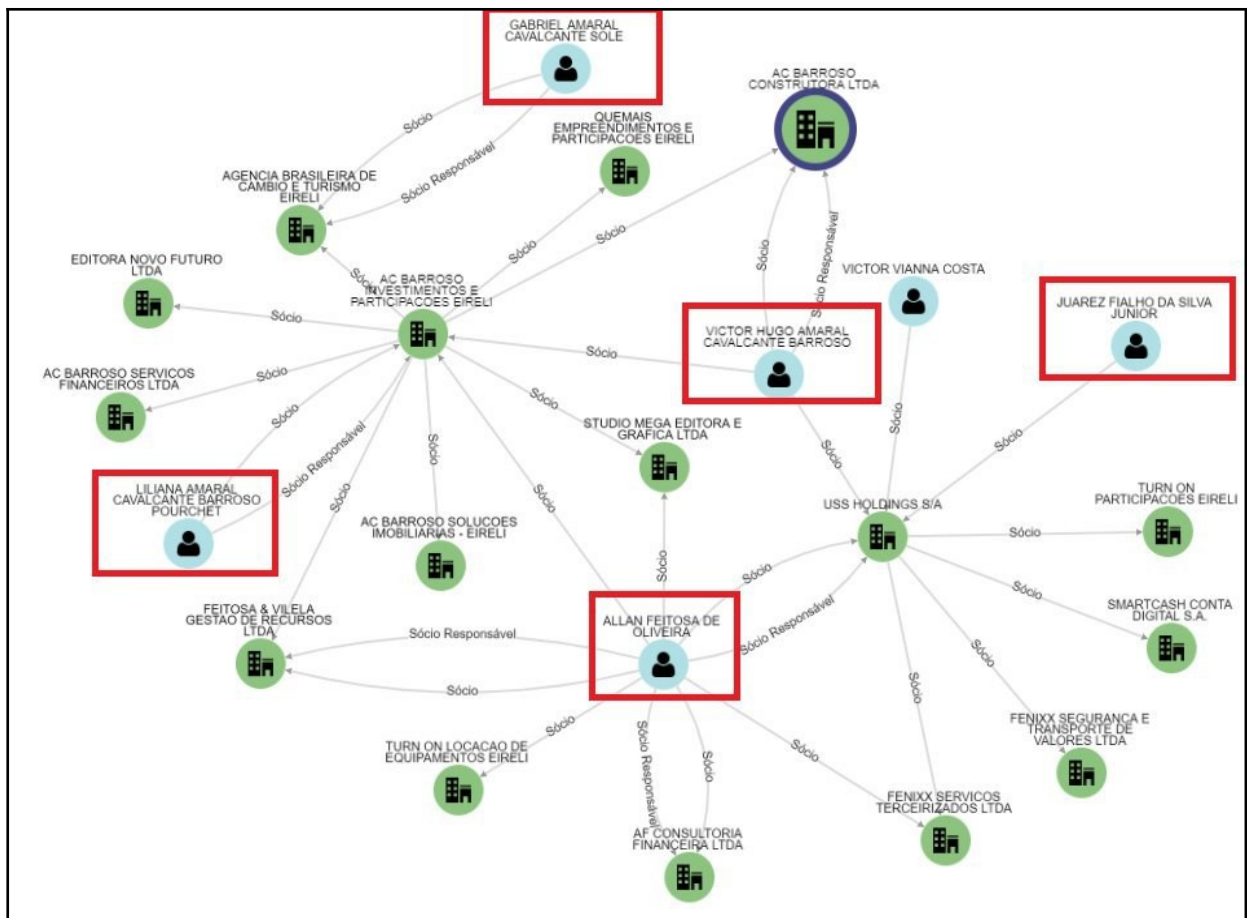 GABRIEL AMARAL
CAVALCANTE SOLE
AC BARROSO
CONSTRUTORA LTDA
Sócio
Sócio Responsável
QUEMAIS
EMPREENDIMENTOS E
PARTICIPACOES EIRELI
AGENCIA BRASILEIRA DE
CAMBIO E TURISMO
EIRELI
Sócio
Sócio
Sócio
Sócio
Sócio Responsável
EDITORA NOVO FUTURO
LTDA
AC BARROSO
INVESTIMENTOS E
PARTICIPACOES EIRELI
VICTOR VIANNA COSTA
JUAREZ FIALHO DA SILVA
JUNIOR
Sócio
VICTOR HUGO AMARAL
CAVALCANTE BARROSO
Sócio
AC BARROSO SERVICOS
FINANCEIROS LTDA
Sócio
Sócio
Sócio
Sócio
Sócio
STUDIO MEGA EDITORA E
GRAFICA LTDA
Sócio
Sócio
Sócio Responsável
Sócio
LILIANA AMARAL
CAVALCANTE BARROSO
POURCHET
Sócio
AC BARROSO SOLUCOES
IMOBILIARIAS - EIRELI
Sócio
USS HOLDINGS S/A
TURN ON
PARTICIPACOES EIRELI
Sócio
Sócio
Sócio
Sócio
FEITOSA & VILELA
GESTAO DE RECURSOS
LTDA
Sócio Responsável
ALLAN FEITOSA DE
OLIVEIRA
Sócio Responsável
SMARTCASH CONTA
DIGITAL S.A.
Sócio
Sócio
Sócio
TURN ON LOCACAO DE
EQUIPAMENTOS EIRELI
Sócio
Sócio Responsável
Sócio
Sócio
FENIXX SEGURANCA E
TRANSPORTE DE
VALORES LTDA
FENIXX SERVICOS
TERCEIRIZADOS LTDA
AF CONSULTORIA
FINANCEIRA LTDA